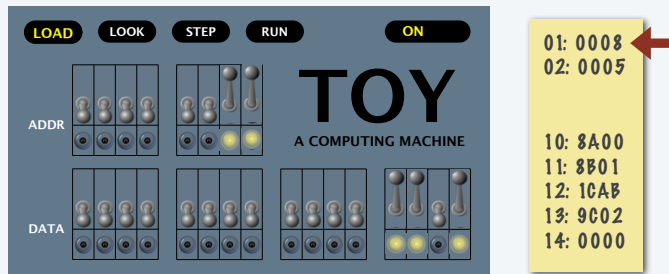 LOAD LOOK STEP RUN ON
ADDR
TOY
A COMPUTING MACHINE
DATA
01: 0008
02: 0005
10: 8A00
11: 8B01
12: 1CAB
13: 9C02
14: 0000